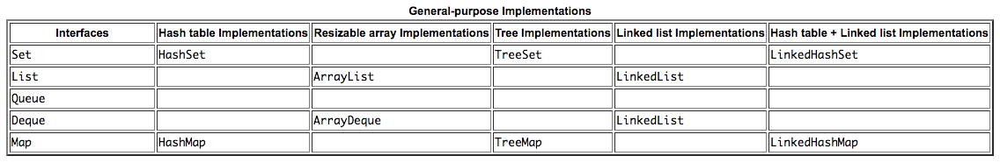 General-purpose Implementations
Interfaces Hash table Implementations Resizable array Implementations Tree Implementations Linked list Implementations Hash table + Linked list Implementations
Set HashSet TreeSet LinkedHashSet
List ArrayList LinkedList
Queue
Deque ArrayDeque LinkedList
Map HashMap TreeMap LinkedHashMap